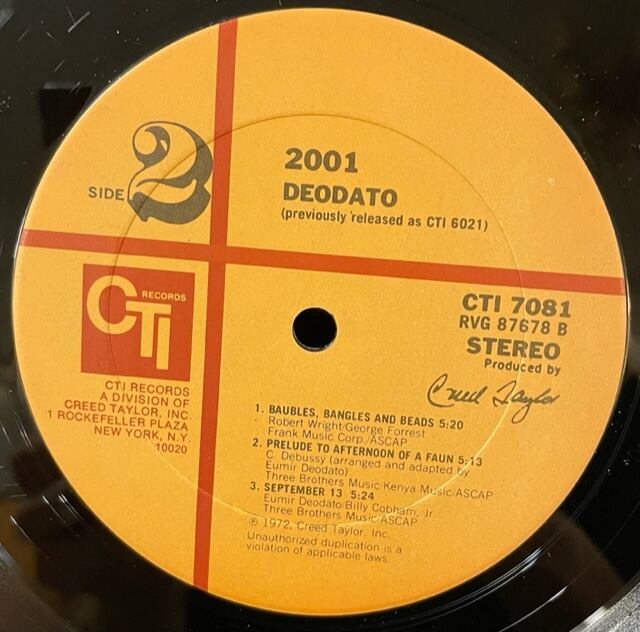 SIDE 2
2001
DEODATO
(previously released as CTI 6021)
CTI RECORDS
CTI RECORDS
A DIVISION OF
CREED TAYLOR, INC.
1 ROCKEFELLER PLAZA
NEW YORK, N.Y.
10020
CTI 7081
RVG 87678 B
STEREO
Produced by
Creed Taylor
1. BAUBLES, BANGLES AND BEADS 5:20
Robert Wright/George Forrest
Frank Music Corp./ASCAP
2. PRELUDE TO AFTERNOON OF A FAUN 5:13
C. Debussy (arranged and adapted by
Eumir Deodato)
Three Brothers Music/Kenya Music/ASCAP
3. SEPTEMBER 13 5:24
Eumir Deodato/Billy Cobham, Jr
Three Brothers Music/ASCAP
℗ 1972, Creed Taylor, Inc.
Unauthorized duplication is a
violation of applicable laws.